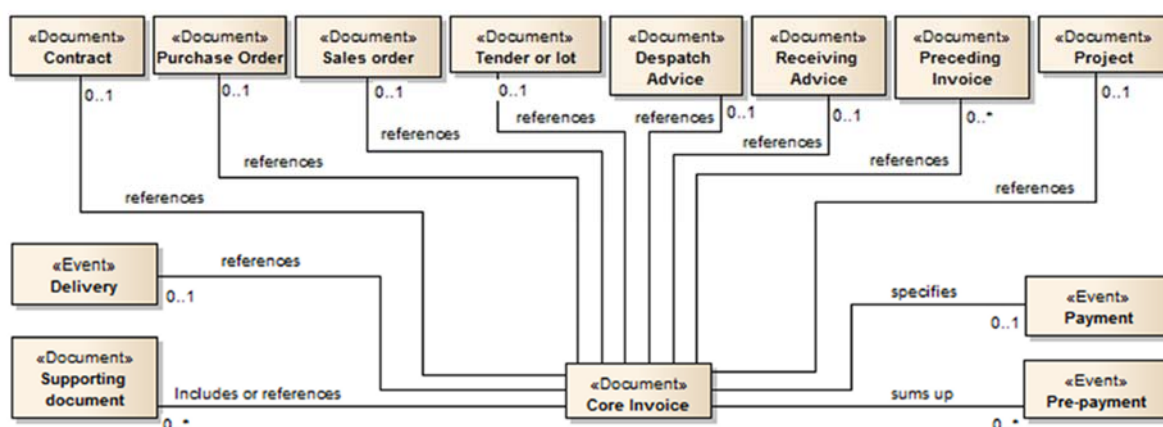 «Document»
Contract
0..1
«Document»
Purchase Order
0..1
«Document»
Sales order
0..1
«Document»
Tender or lot
0..1
«Document»
Despatch
Advice
0..1
«Document»
Receiving
Advice
0..1
«Document»
Preceding
Invoice
0..*
«Document»
Project
0..1
references
references
references
references
references
references
references
references
«Event»
Delivery
0..1
references
specifies
«Event»
Payment
0..1
«Document»
Supporting
document
0..*
Includes or references
«Document»
Core Invoice
sums up
«Event»
Pre-payment
0..*